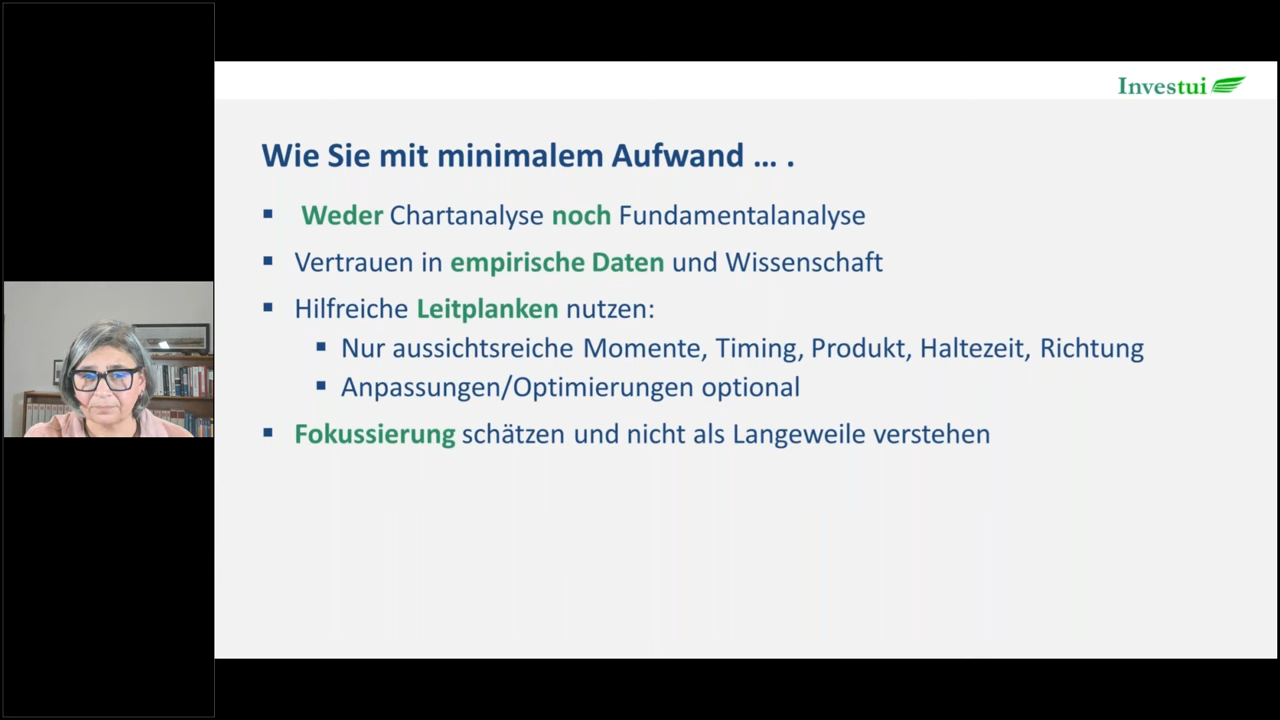 Investui
Wie Sie mit minimalem Aufwand ... .
Weder Chartanalyse noch Fundamentalanalyse
Vertrauen in empirische Daten und Wissenschaft
Hilfreiche Leitplanken nutzen:
Nur aussichtsreiche Momente, Timing, Produkt, Haltezeit, Richtung
Anpassungen/Optimierungen optional
Fokussierung schätzen und nicht als Langeweile verstehen